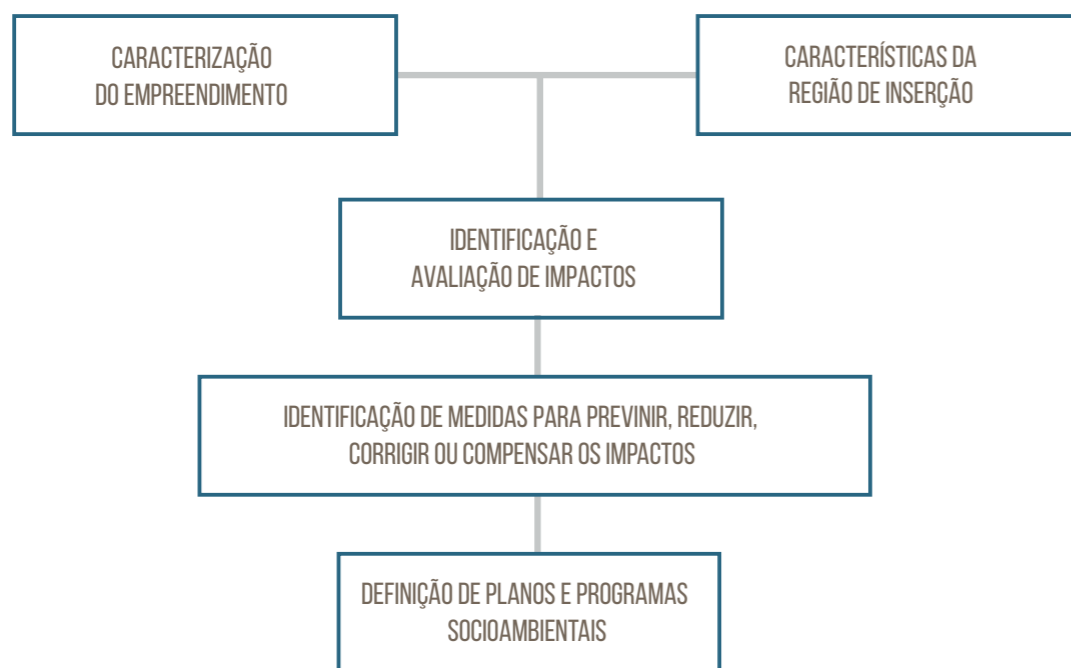 CARACTERIZAÇÃO
DO EMPREENDIMENTO
CARACTERÍSTICAS DA
REGIÃO DE INSERÇÃO
IDENTIFICAÇÃO E
AVALIAÇÃO DE IMPACTOS
IDENTIFICAÇÃO DE MEDIDAS PARA PREVINIR, REDUZIR,
CORRIGIR OU COMPENSAR OS IMPACTOS
DEFINIÇÃO DE PLANOS E PROGRAMAS
SOCIOAMBIENTAIS